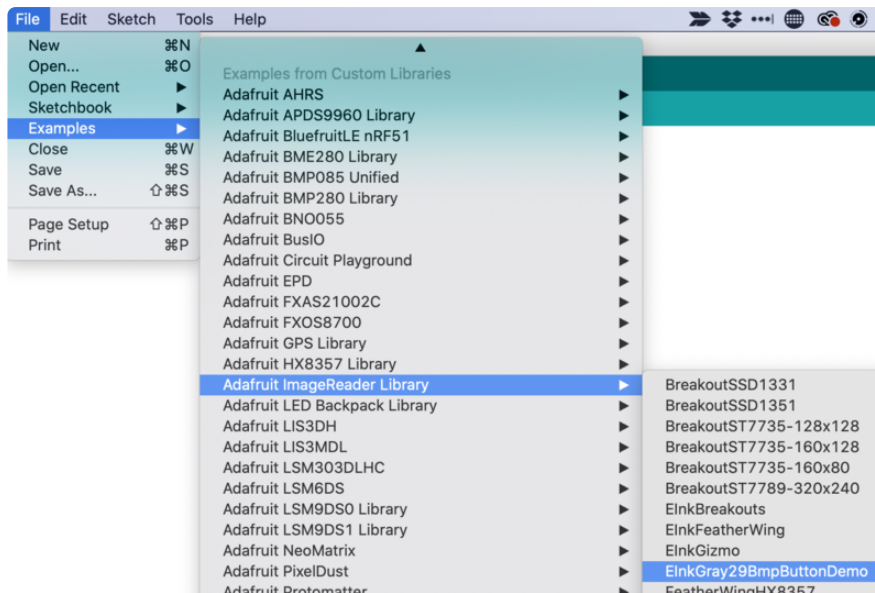 File Edit Sketch Tools Help
New ⌘N
Open... ⌘O
Open Recent
Sketchbook
Examples
Close ⌘W
Save ⌘S
Save As... ⇧⌘S
Page Setup ⇧⌘P
Print ⌘P
Examples from Custom Libraries
Adafruit AHRS
Adafruit APDS9960 Library
Adafruit BluefruitLE nRF51
Adafruit BME280 Library
Adafruit BMP085 Unified
Adafruit BMP280 Library
Adafruit BNO055
Adafruit BusIO
Adafruit Circuit Playground
Adafruit EPD
Adafruit FXAS21002C
Adafruit FXOS8700
Adafruit GPS Library
Adafruit HX8357 Library
Adafruit ImageReader Library
Adafruit LED Backpack Library
Adafruit LIS3DH
Adafruit LIS3MDL
Adafruit LSM303DLHC
Adafruit LSM6DS
Adafruit LSM9DS0 Library
Adafruit LSM9DS1 Library
Adafruit NeoMatrix
Adafruit PixelDust
Adafruit Protomatter
BreakoutSSD1331
BreakoutSSD1351
BreakoutST7735-128x128
BreakoutST7735-160x128
BreakoutST7735-160x80
BreakoutST7789-320x240
EInkBreakouts
EInkFeatherWing
EInkGizmo
EInkGray29BmpButtonDemo
FeatherWingHX8357